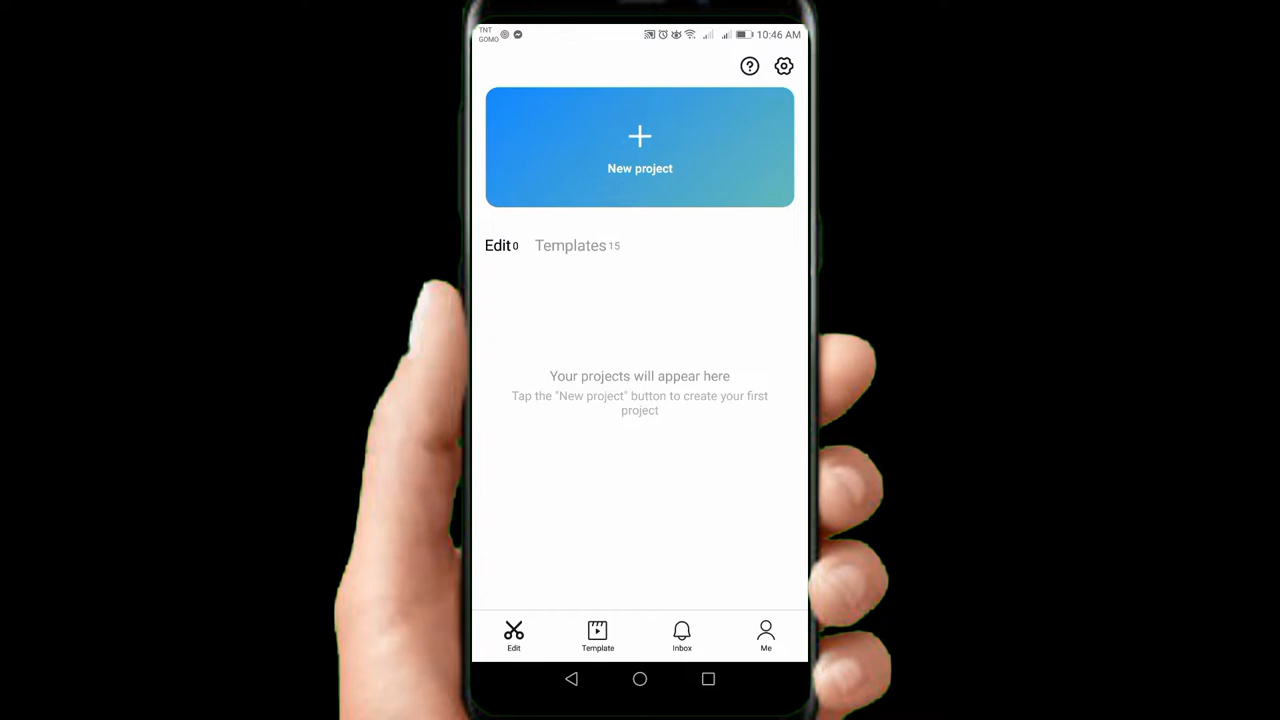 TNT
GOMO
10:46 AM
New project
Edit 0
Templates 15
Your projects will appear here
Tap the "New project" button to create your first
project
Edit
Template
Inbox
Me